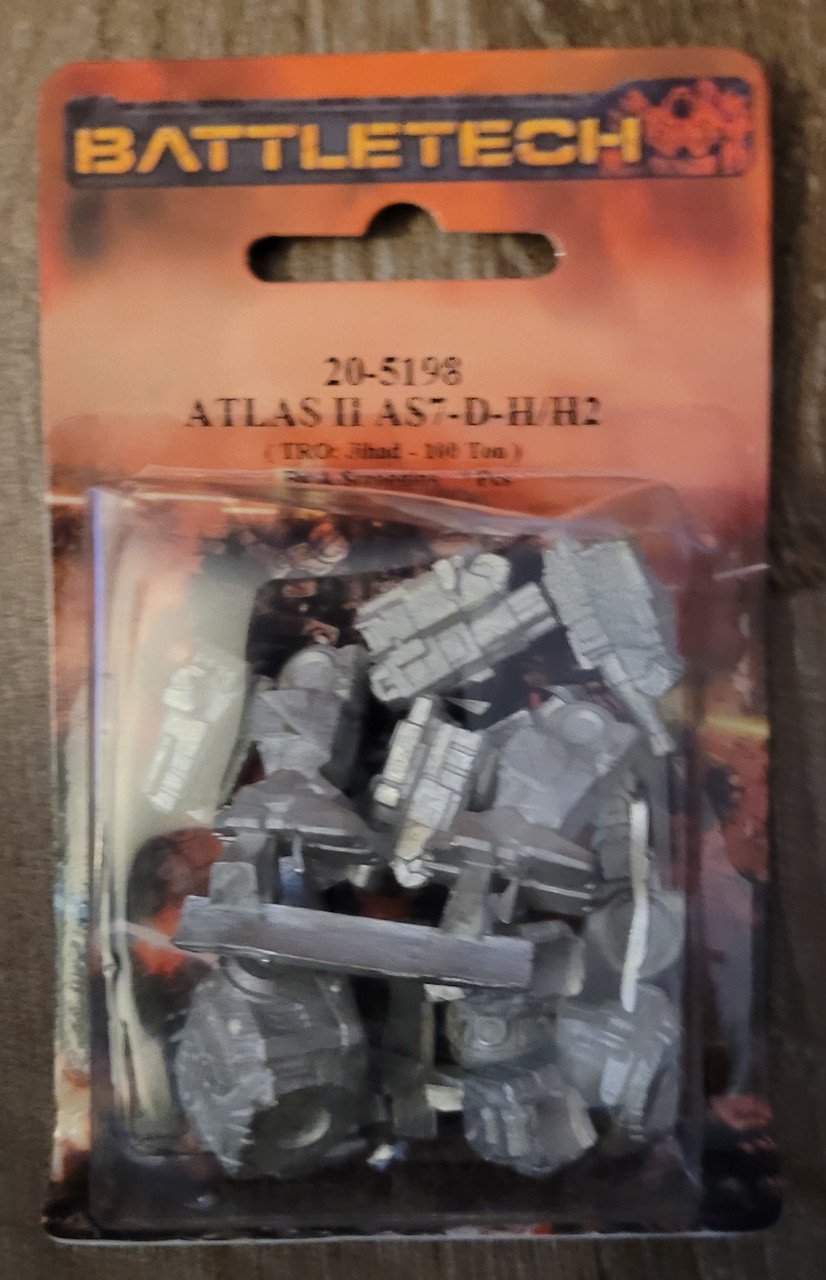 BATTLETECH
20-5198
ATLAS II AS7-D-H/H2
( TRO: Jihad - 100 Ton )